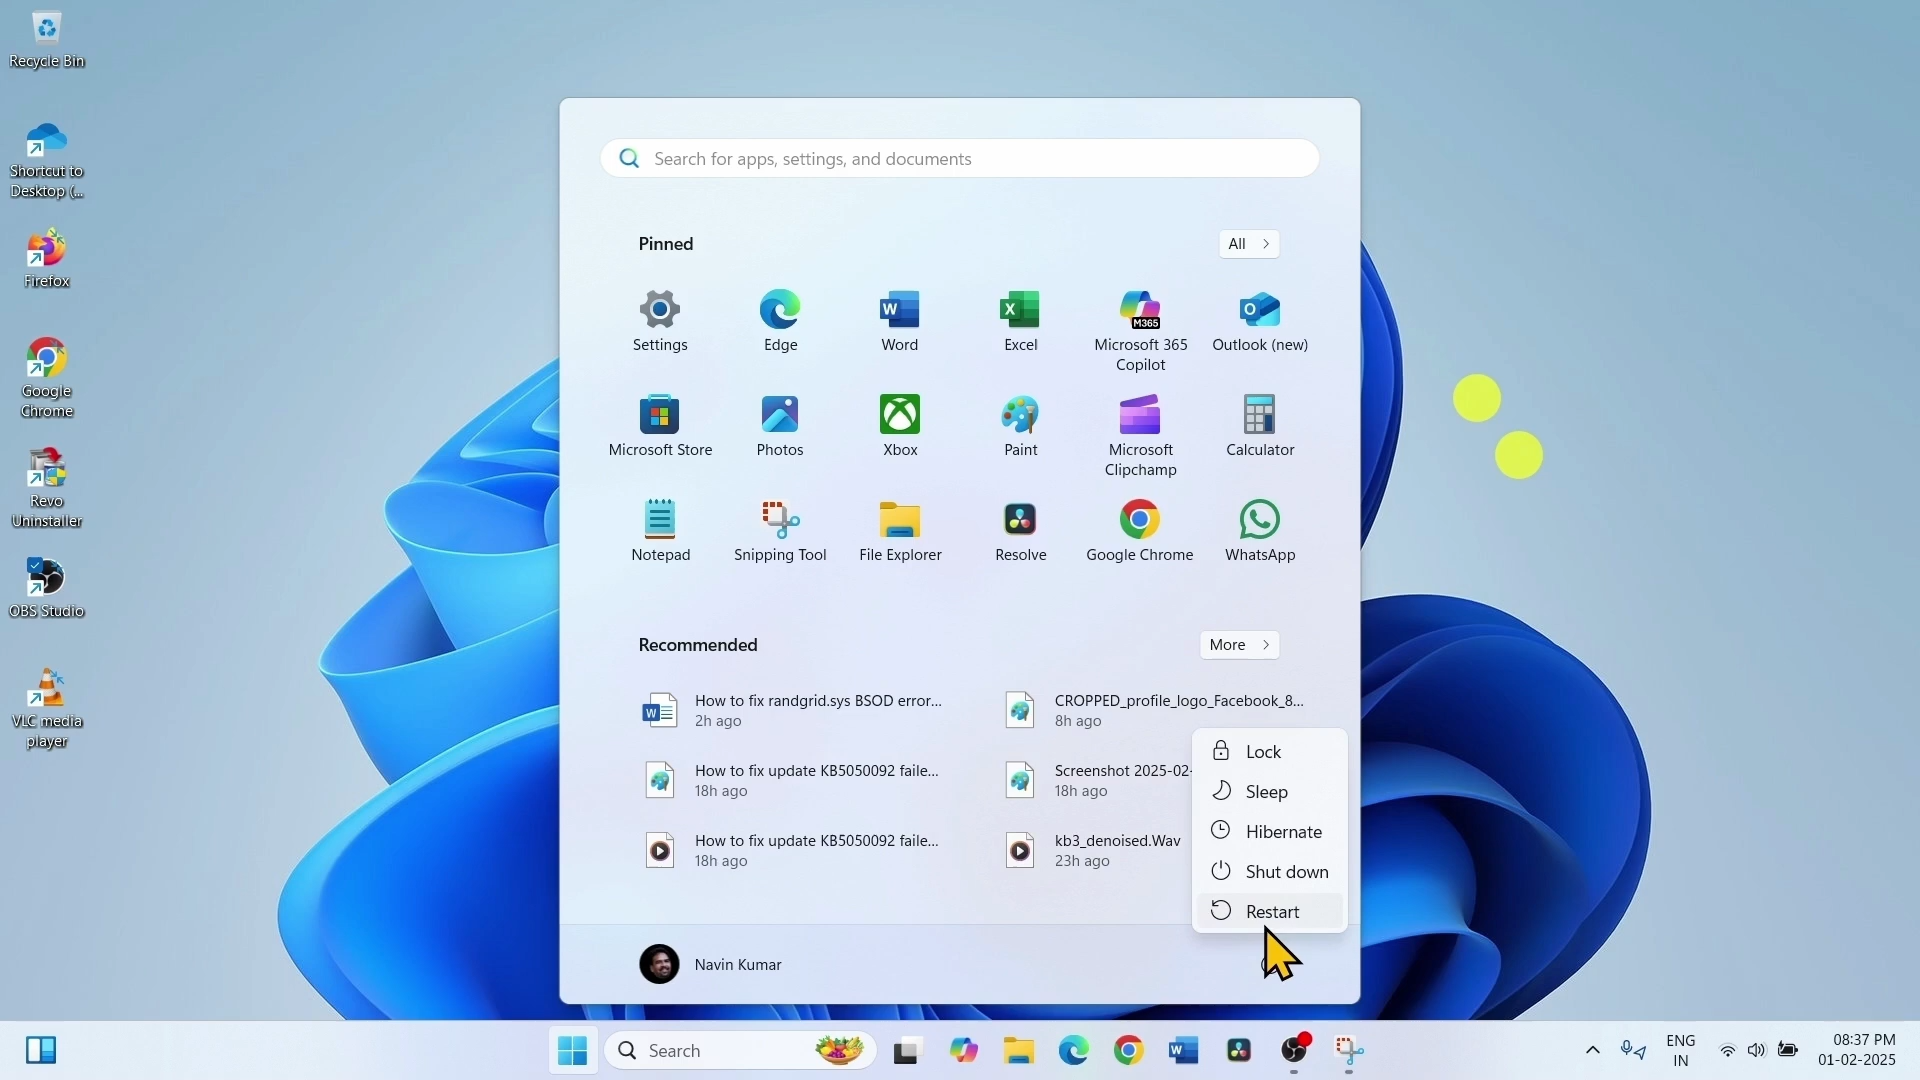 Recycle Bin
Shortcut to
Desktop (...
Firefox
Google
Chrome
Revo
Uninstaller
OBS Studio
VLC media
player
Search for apps, settings, and documents
Pinned
All
Settings
Edge
Word
Excel
M365
Microsoft 365
Copilot
Outlook (new)
Microsoft Store
Photos
Xbox
Paint
Microsoft
Clipchamp
Calculator
Notepad
Snipping Tool
File Explorer
Resolve
Google Chrome
WhatsApp
Recommended
More
How to fix randgrid.sys BSOD error...
2h ago
CROPPED_profile_logo_Facebook_8...
8h ago
How to fix update KB5050092 faile...
18h ago
Screenshot 2025-02-
18h ago
How to fix update KB5050092 faile...
18h ago
kb3_denoised.Wav
23h ago
Lock
Sleep
Hibernate
Shut down
Restart
Navin Kumar
Search
ENG
IN
08:37 PM
01-02-2025